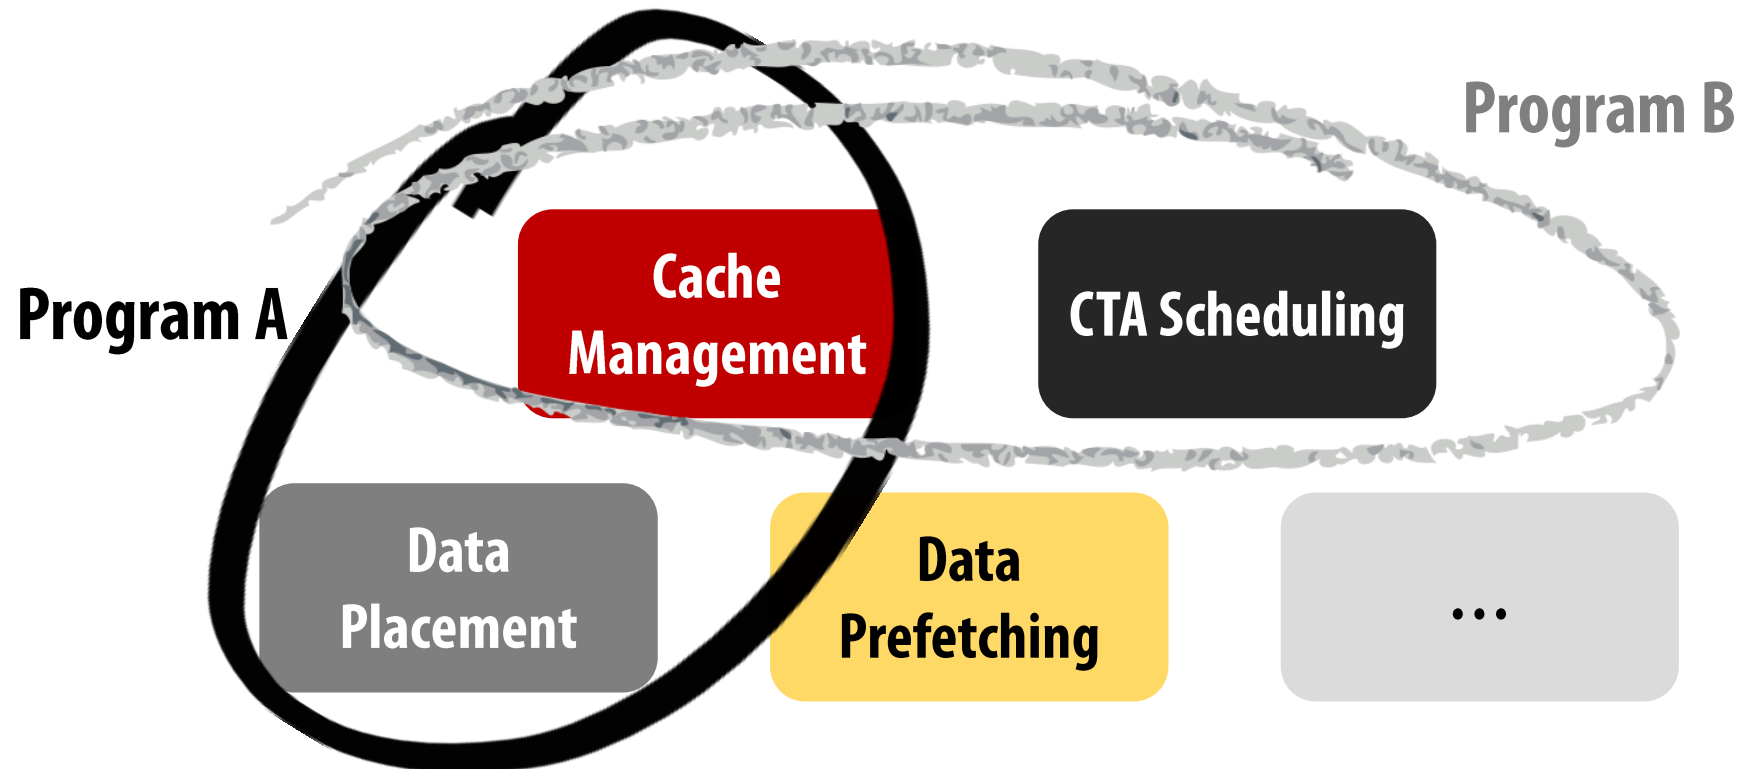 Program B
Cache
Management
CTA Scheduling
Program A
Data
Placement
Data
Prefetching
...